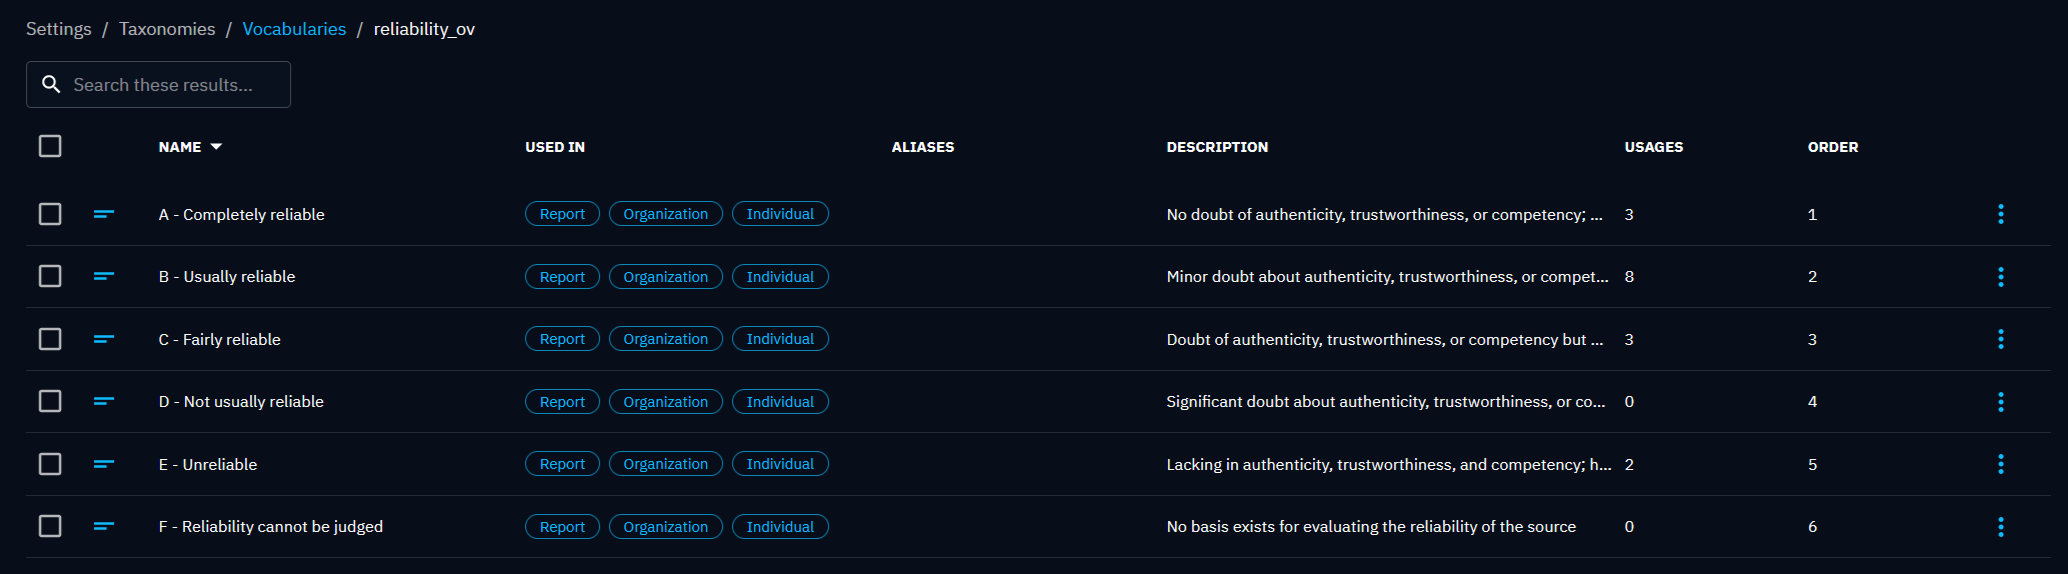 Settings / Taxonomies / Vocabularies / reliability_ov
Search these results...
NAME USED IN ALIASES DESCRIPTION USAGES ORDER
A - Completely reliable Report Organization Individual No doubt of authenticity, trustworthiness, or competency; ... 3 1
B - Usually reliable Report Organization Individual Minor doubt about authenticity, trustworthiness, or compet... 8 2
C - Fairly reliable Report Organization Individual Doubt of authenticity, trustworthiness, or competency but ... 3 3
D - Not usually reliable Report Organization Individual Significant doubt about authenticity, trustworthiness, or co... 0 4
E - Unreliable Report Organization Individual Lacking in authenticity, trustworthiness, and competency; h... 2 5
F - Reliability cannot be judged Report Organization Individual No basis exists for evaluating the reliability of the source 0 6